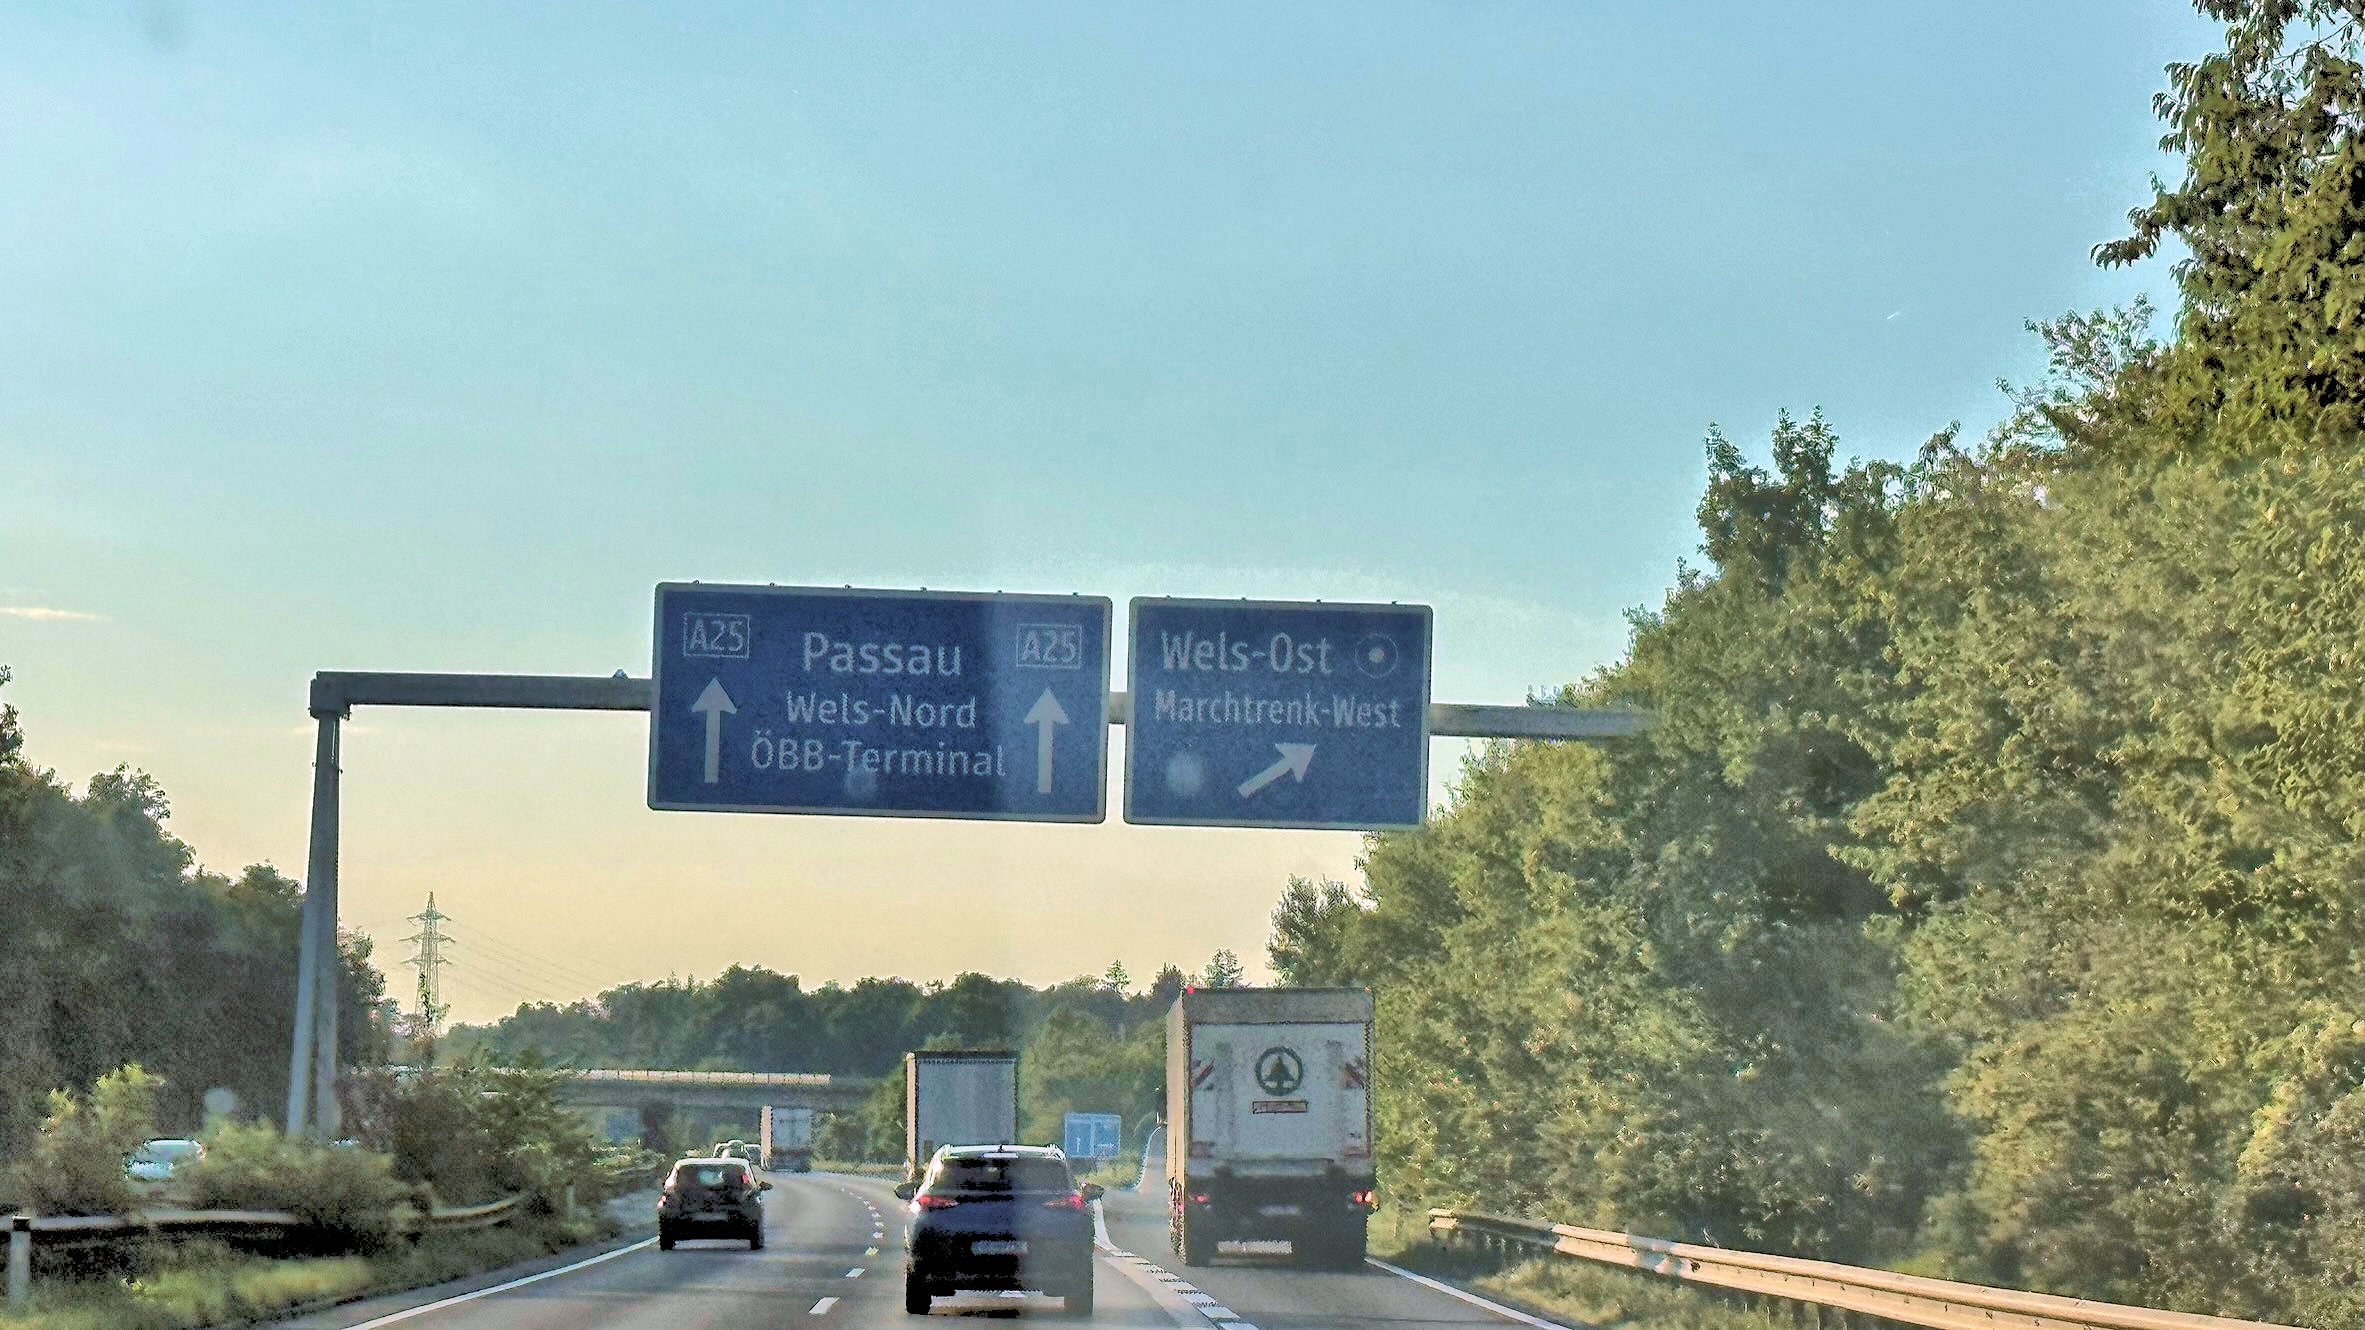 A25
Passau
A25
Wels-Nord
ÖBB-Terminal
Wels-Ost
Marchtrenk-West